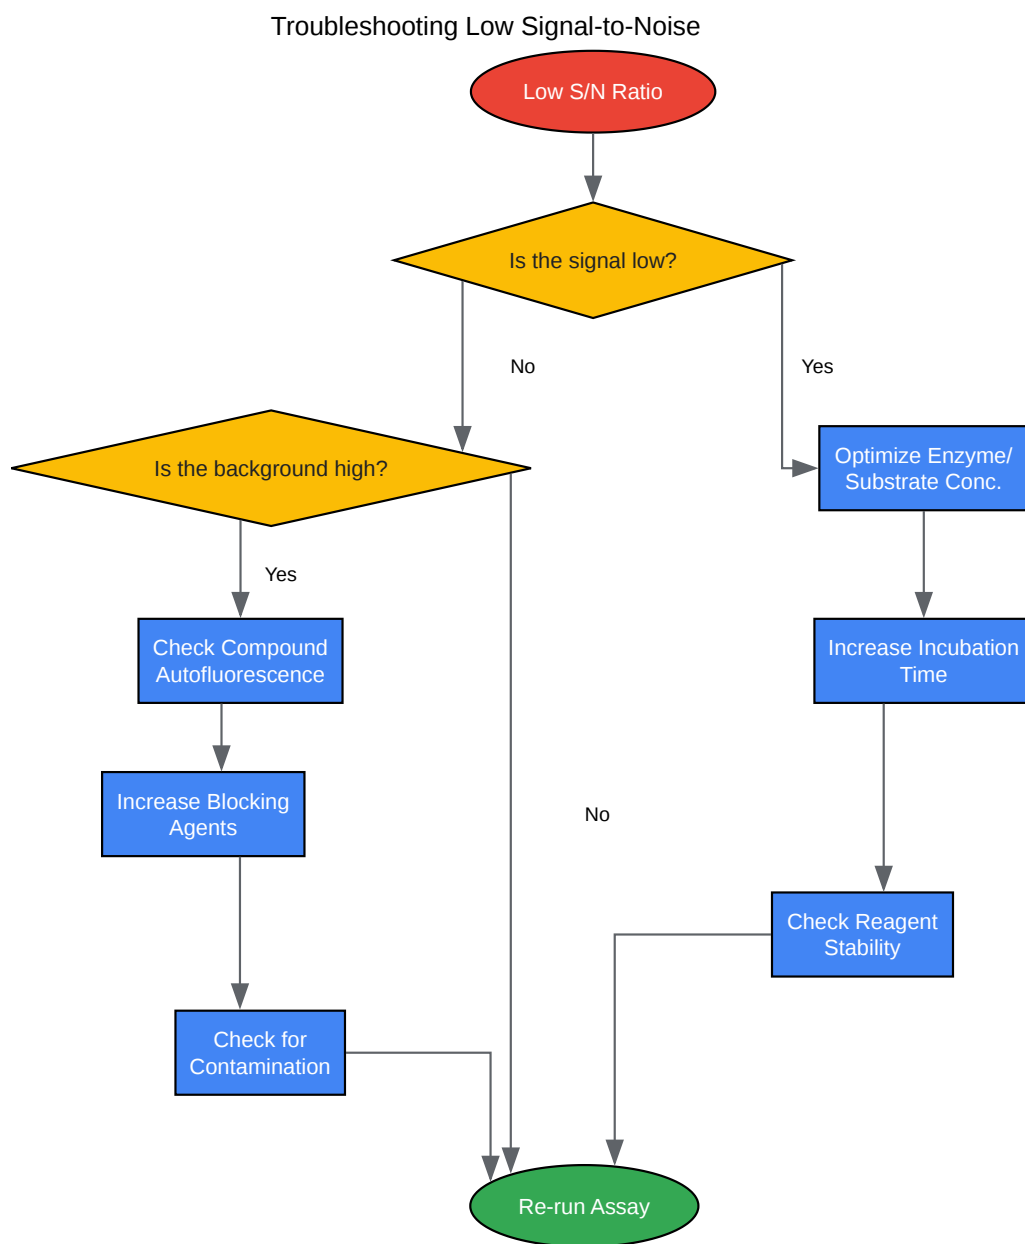 Troubleshooting Low Signal-to-Noise
Low S/N Ratio
Is the signal low?
No
Yes
Is the background high?
Optimize Enzyme/
Substrate Conc.
Yes
Check Compound
Autofluorescence
Increase Incubation
Time
Increase Blocking
Agents
No
Check Reagent
Stability
Check for
Contamination
Re-run Assay